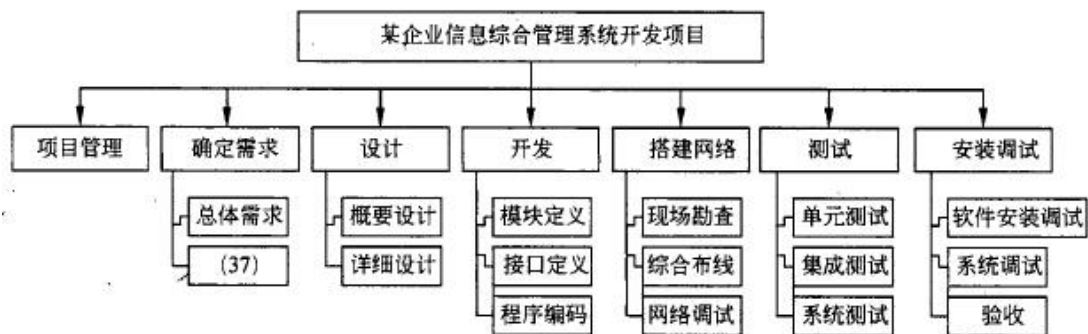 某企业信息综合管理系统开发项目
项目管理
确定需求
设计
开发
搭建网络
测试
安装调试
总体需求
概要设计
模块定义
现场勘查
单元测试
软件安装调试
(37)
详细设计
接口定义
综合布线
集成测试
系统调试
程序编码
网络调试
系统测试
验收